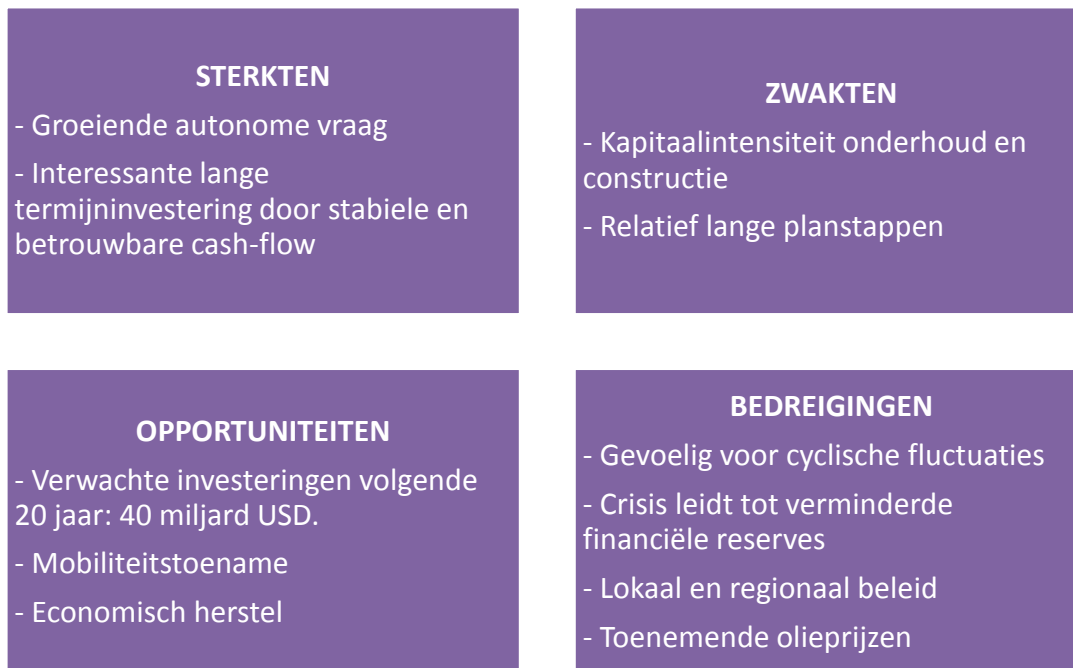 STERKTEN
- Groeiende autonome vraag
- Interessante lange
termijninvestering door stabiele en
betrouwbare cash-flow
ZWAKTEN
- Kapitaalintensiteit onderhoud en
constructie
- Relatief lange planstappen
OPPORTUNITEITEN
- Verwachte investeringen volgende
20 jaar: 40 miljard USD.
- Mobiliteitstoename
- Economisch herstel
BEDREIGINGEN
- Gevoelig voor cyclische fluctuaties
- Crisis leidt tot verminderde
financiële reserves
- Lokaal en regionaal beleid
- Toenemende olieprijzen